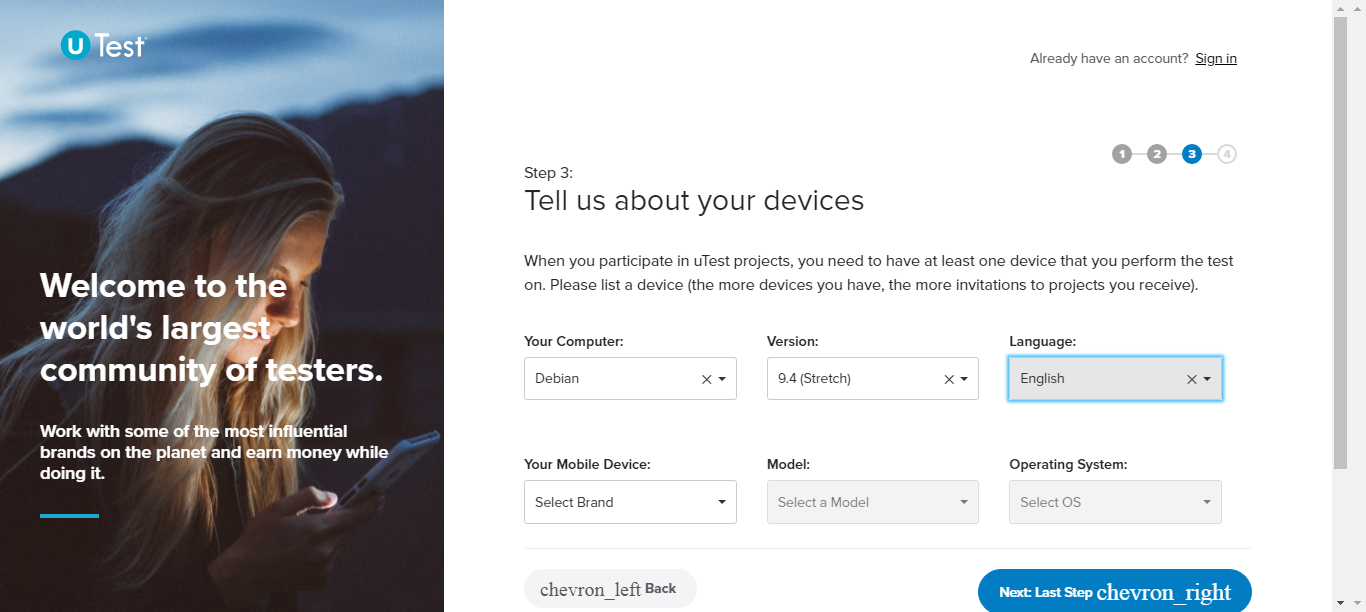 uTest
Already have an account? Sign in
1 2 3 4
Step 3:
Tell us about your devices
When you participate in uTest projects, you need to have at least one device that you perform the test
on. Please list a device (the more devices you have, the more invitations to projects you receive).
Welcome to the
world's largest
community of testers.
Work with some of the most influential
brands on the planet and earn money while
doing it.
Your Computer: Version: Language:
Debian 9.4 (Stretch) English
Your Mobile Device: Model: Operating System:
Select Brand Select a Model Select OS
chevron_left Back Next: Last Step chevron_right